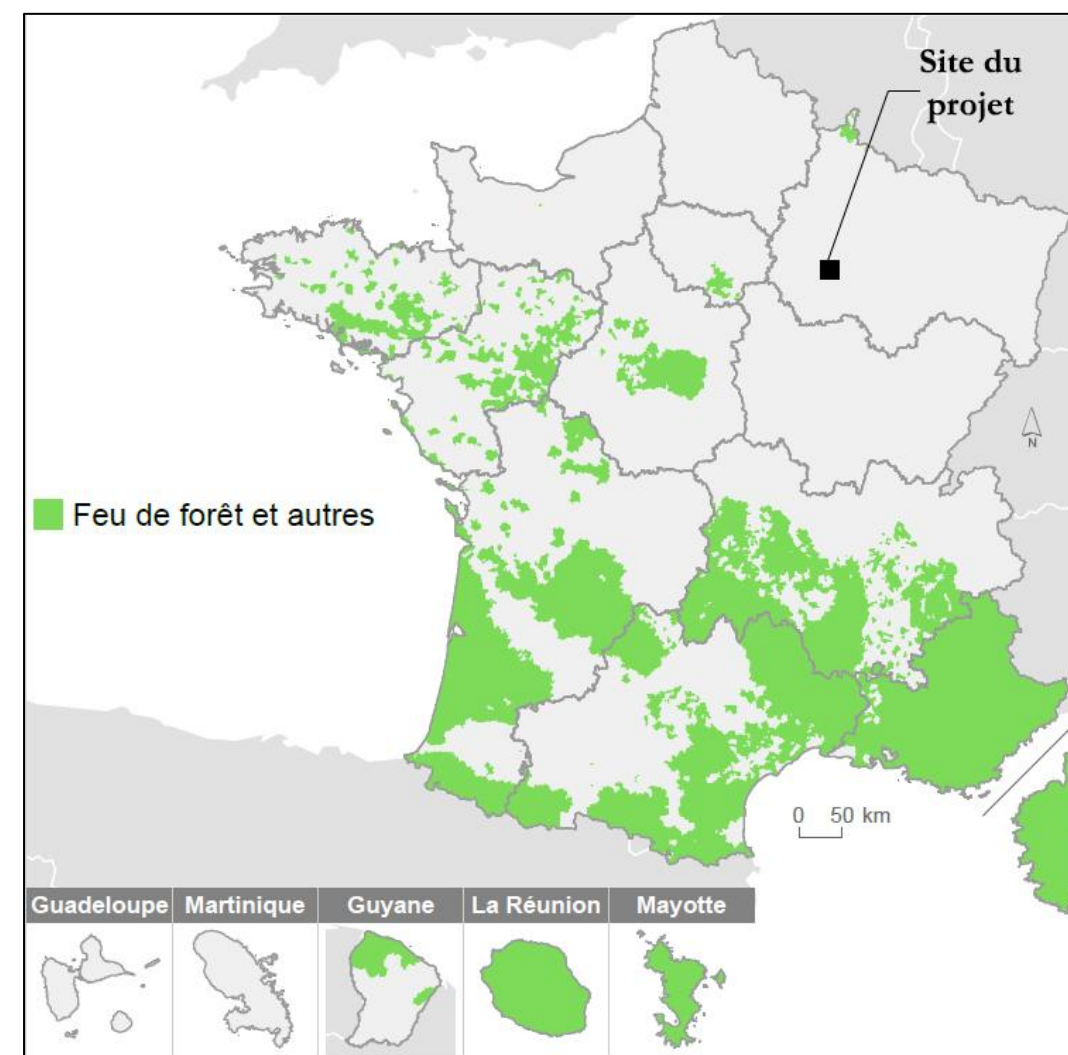 Site du
projet
N
Feu de forêt et autres
0 50 km
Guadeloupe Martinique Guyane La Réunion Mayotte